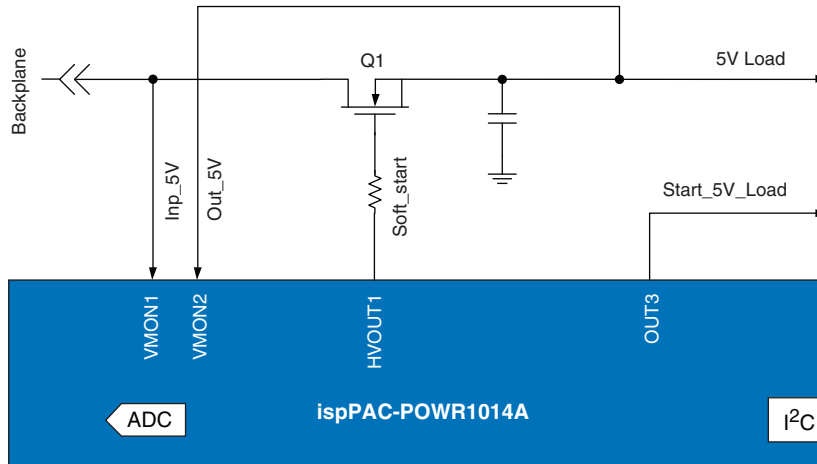 Backplane
Q1
5V Load
Inp_5V
Out_5V
Soft_start
Start_5V_Load
VMON1
VMON2
HVOUT1
OUT3
ADC
ispPAC-POWR1014A
I²C